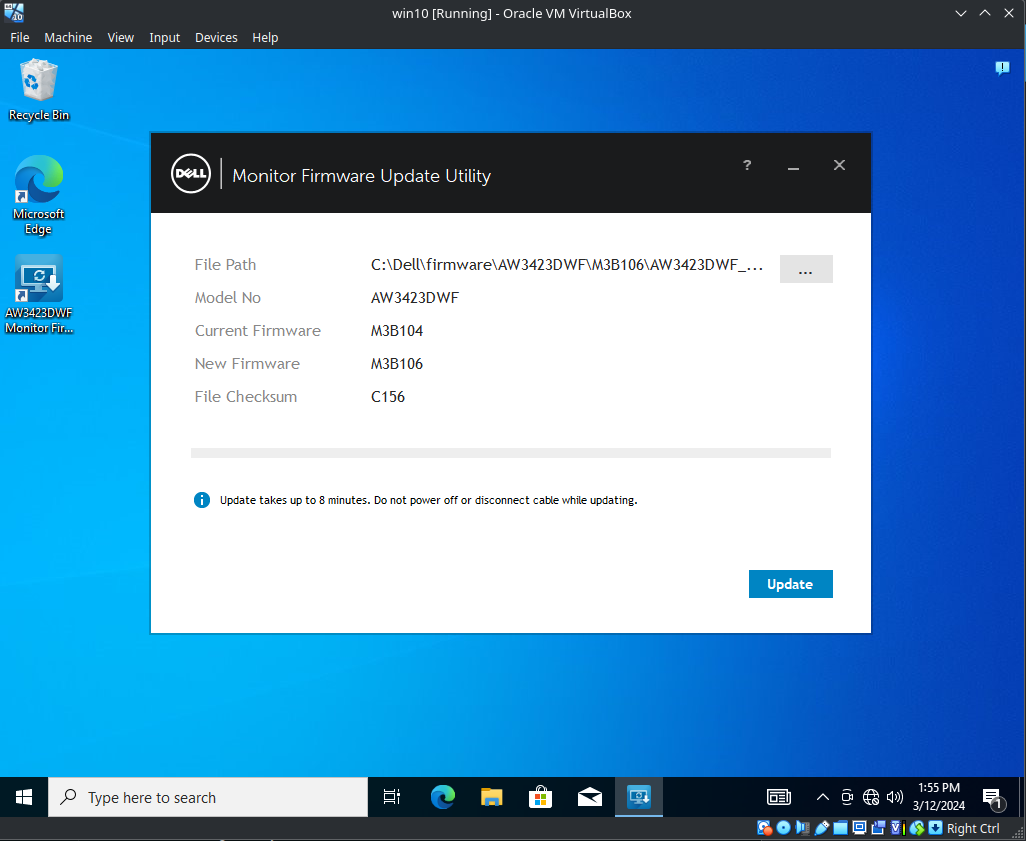 win10 [Running] - Oracle VM VirtualBox
File Machine View Input Devices Help
Recycle Bin
Microsoft
Edge
AW3423DWF
Monitor Fir...
DELL
Monitor Firmware Update Utility
?
File Path C:\Dell\firmware\AW3423DWF\M3B106\AW3423DWF_... ...
Model No AW3423DWF
Current Firmware M3B104
New Firmware M3B106
File Checksum C156
Update takes up to 8 minutes. Do not power off or disconnect cable while updating.
Update
Type here to search
1:55 PM
3/12/2024
1
Right Ctrl